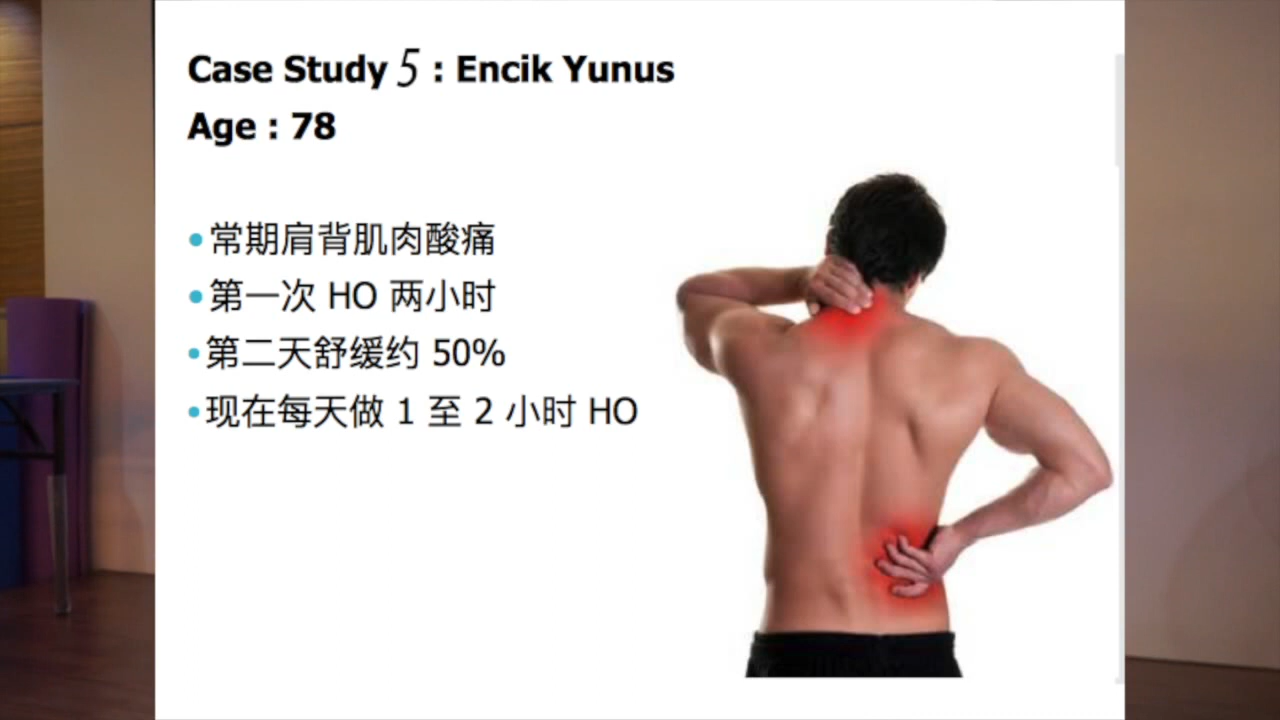 Case Study 5 : Encik Yunus
Age : 78
• 常期肩背肌肉酸痛
• 第一次 HO 两小时
• 第二天舒缓约 50%
• 现在每天做 1 至 2 小时 HO